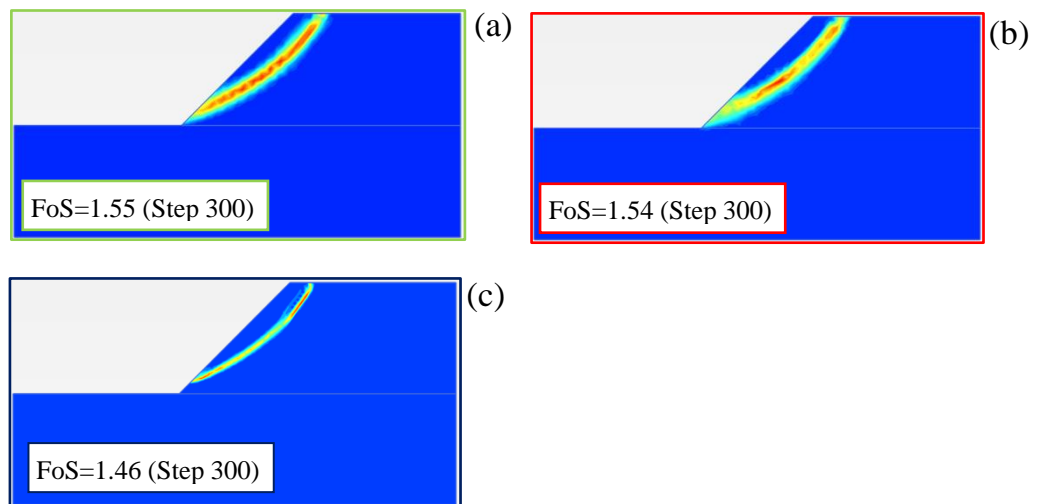 (a)
FoS=1.55 (Step 300)
(b)
FoS=1.54 (Step 300)
(c)
FoS=1.46 (Step 300)